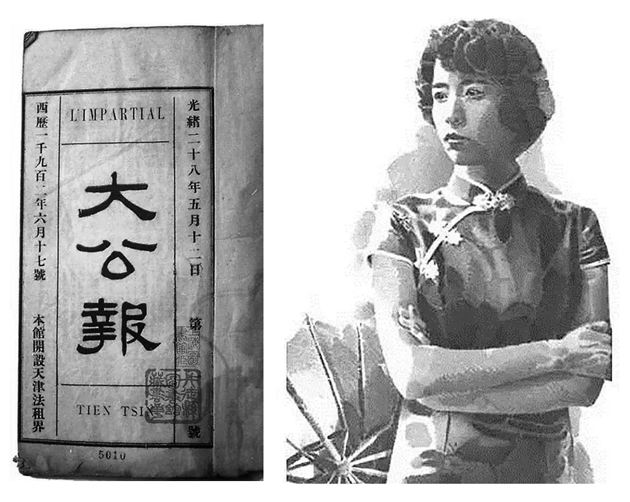 光緒二十八年五月十二日 第 號
L'IMPARTIAL
大公報
TIEN TSIN
西歷一千九百二年六月十七號 本館開設天津法租界
5610